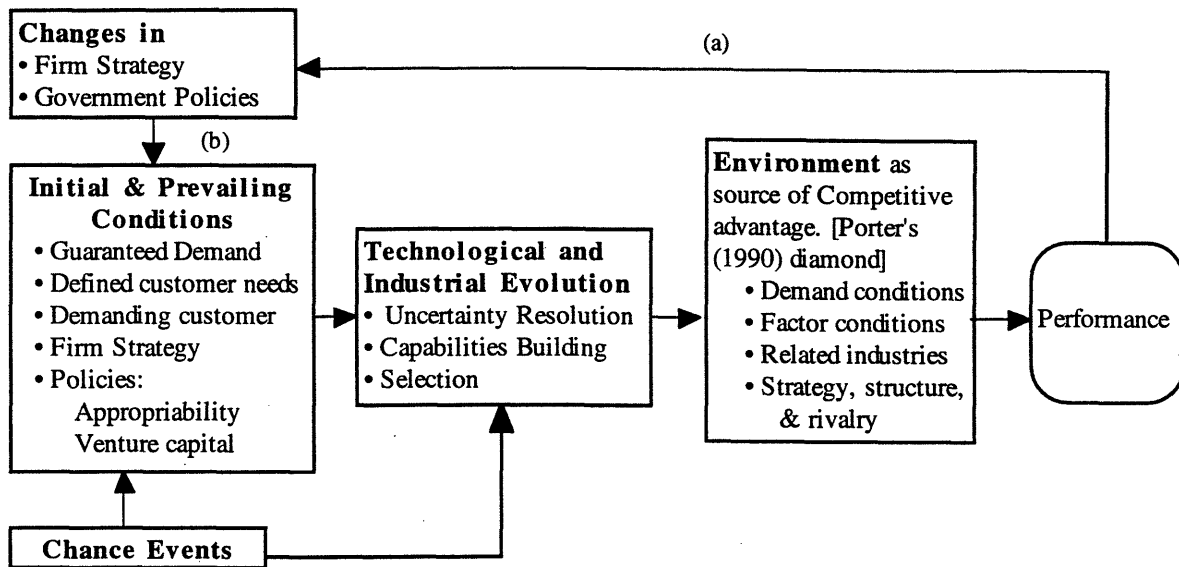 Changes in
• Firm Strategy
• Government Policies
(a)
(b)
Initial & Prevailing
Conditions
• Guaranteed Demand
• Defined customer needs
• Demanding customer
• Firm Strategy
• Policies:
Appropriability
Venture capital
Technological and
Industrial Evolution
• Uncertainty Resolution
• Capabilities Building
• Selection
Environment as
source of Competitive
advantage. [Porter's
(1990) diamond]
• Demand conditions
• Factor conditions
• Related industries
• Strategy, structure,
& rivalry
Performance
Chance Events